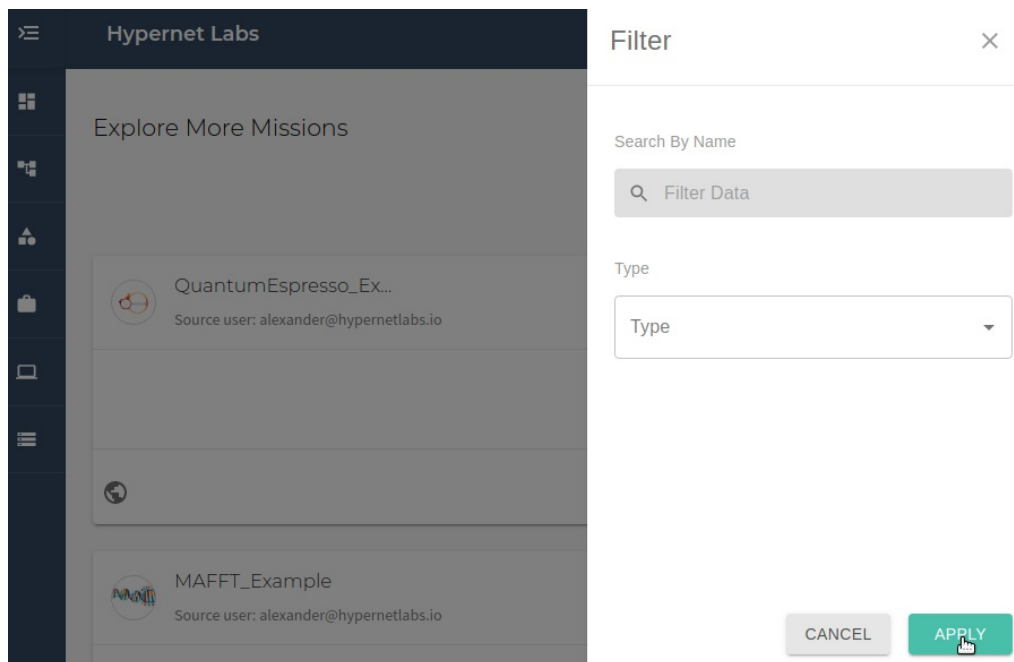 Hypernet Labs
Explore More Missions
QuantumEspresso_Ex...
Source user: alexander@hypernetlabs.io
MAFFT_Example
Source user: alexander@hypernetlabs.io
Filter
Search By Name
Filter Data
Type
Type
CANCEL
APPLY